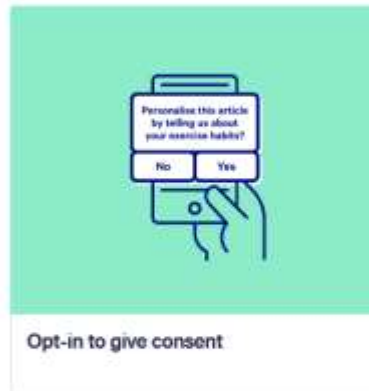 Personalise this article
by telling us about
your exercise habits?
No Yes
Opt-in to give consent